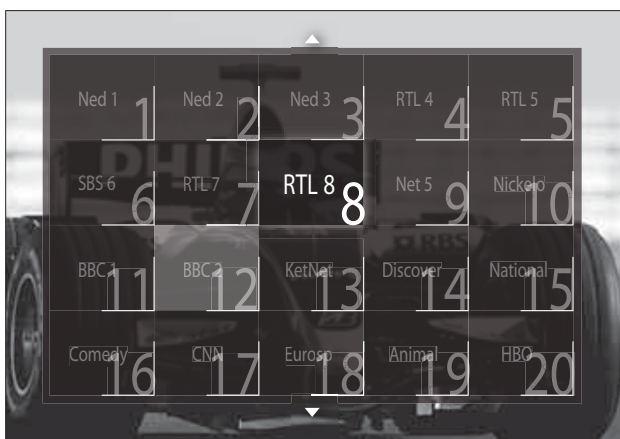 Ned 1 1 Ned 2 2 Ned 3 3 RTL 4 4 RTL 5 5
PHILIPS
SBS 6 6 RTL 7 7 RTL 8 8 Net 5 9 Nickelo 10
RBS
BBC 1 11 BBC 2 12 KetNet 13 Discover 14 National 15
Comedy 16 CNN 17 Eurosp 18 Animal 19 HBO 20